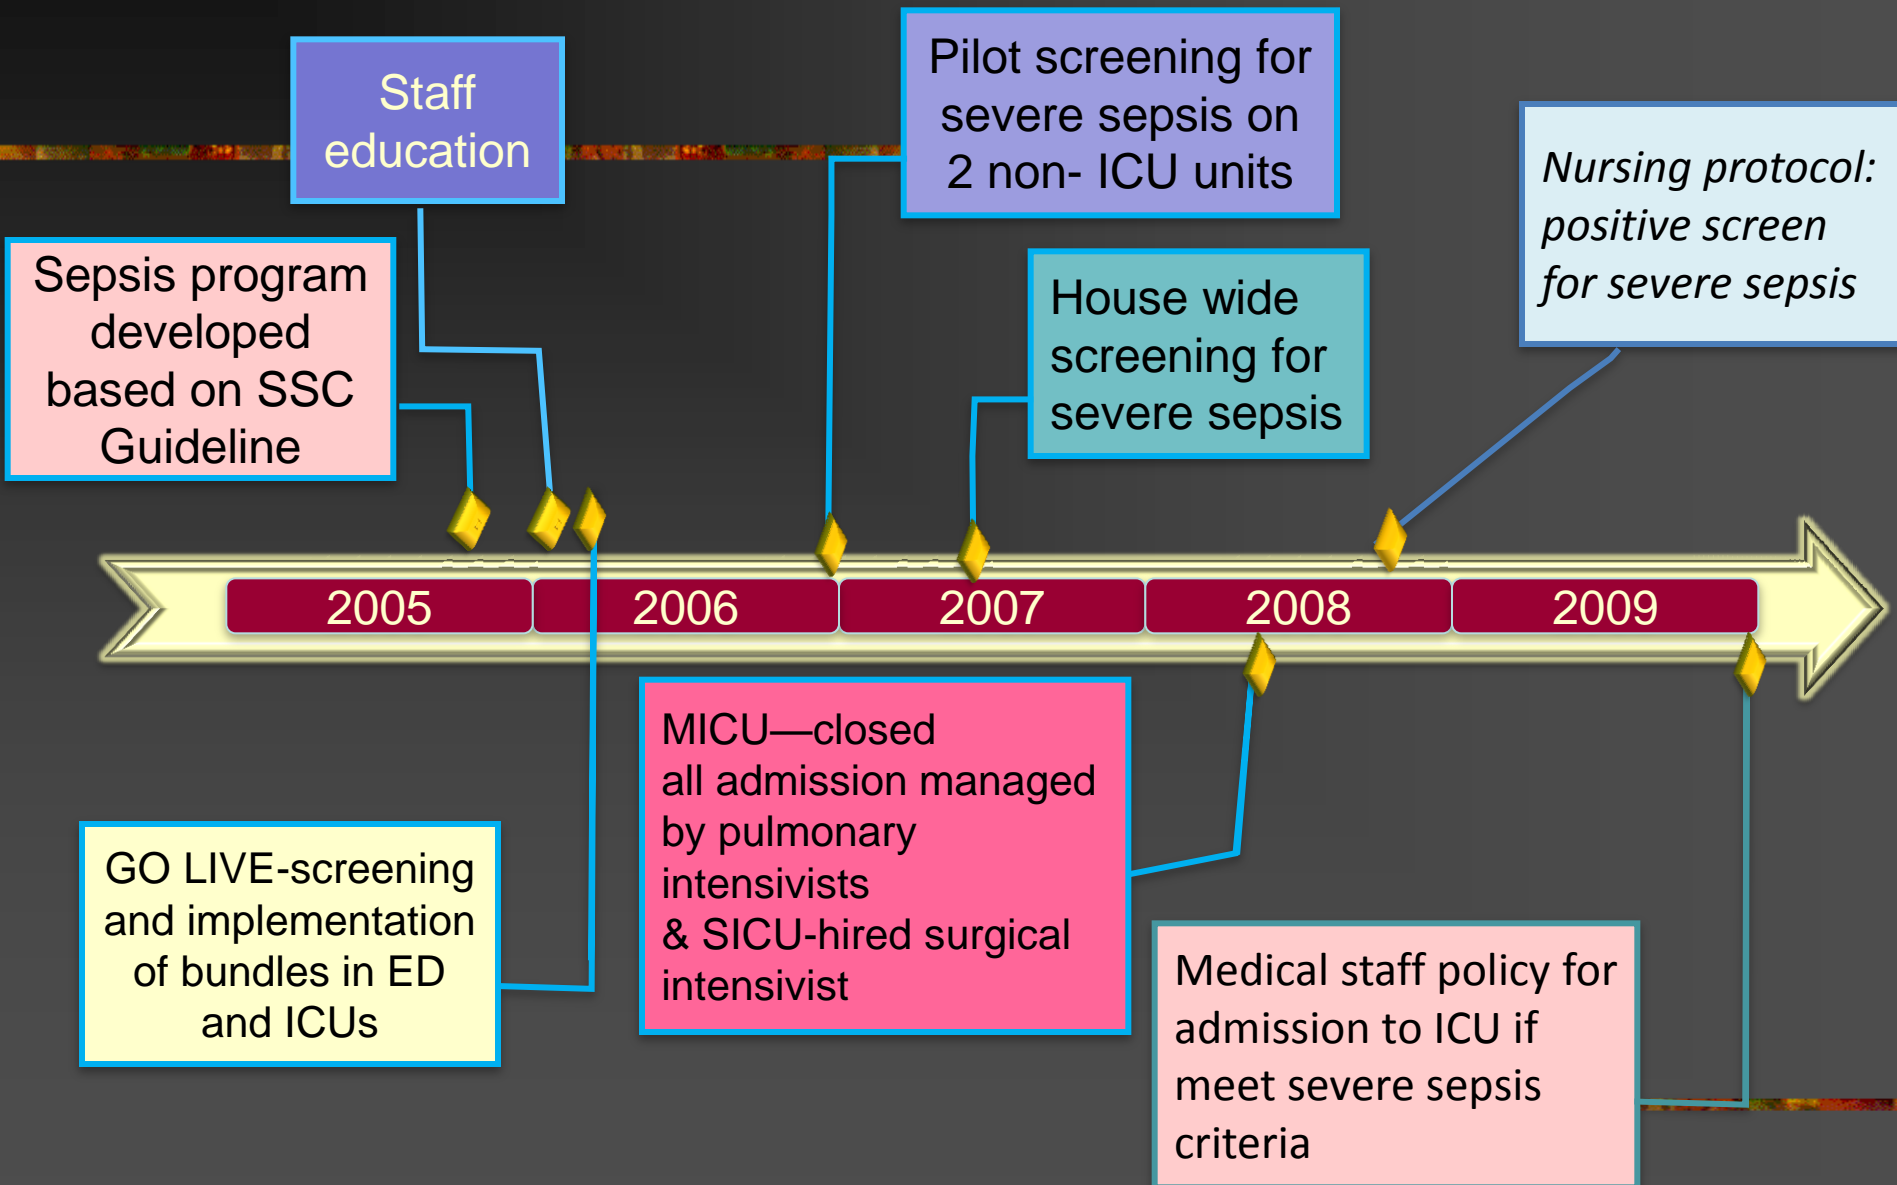 Staff
education
Pilot screening for
severe sepsis on
2 non- ICU units
Nursing protocol:
positive screen
for severe sepsis
Sepsis program
developed
based on SSC
Guideline
House wide
screening for
severe sepsis
2005
2006
2007
2008
2009
GO LIVE-screening
and implementation
of bundles in ED
and ICUs
MICU—closed
all admission managed
by pulmonary
intensivists
& SICU-hired surgical
intensivist
Medical staff policy for
admission to ICU if
meet severe sepsis
criteria